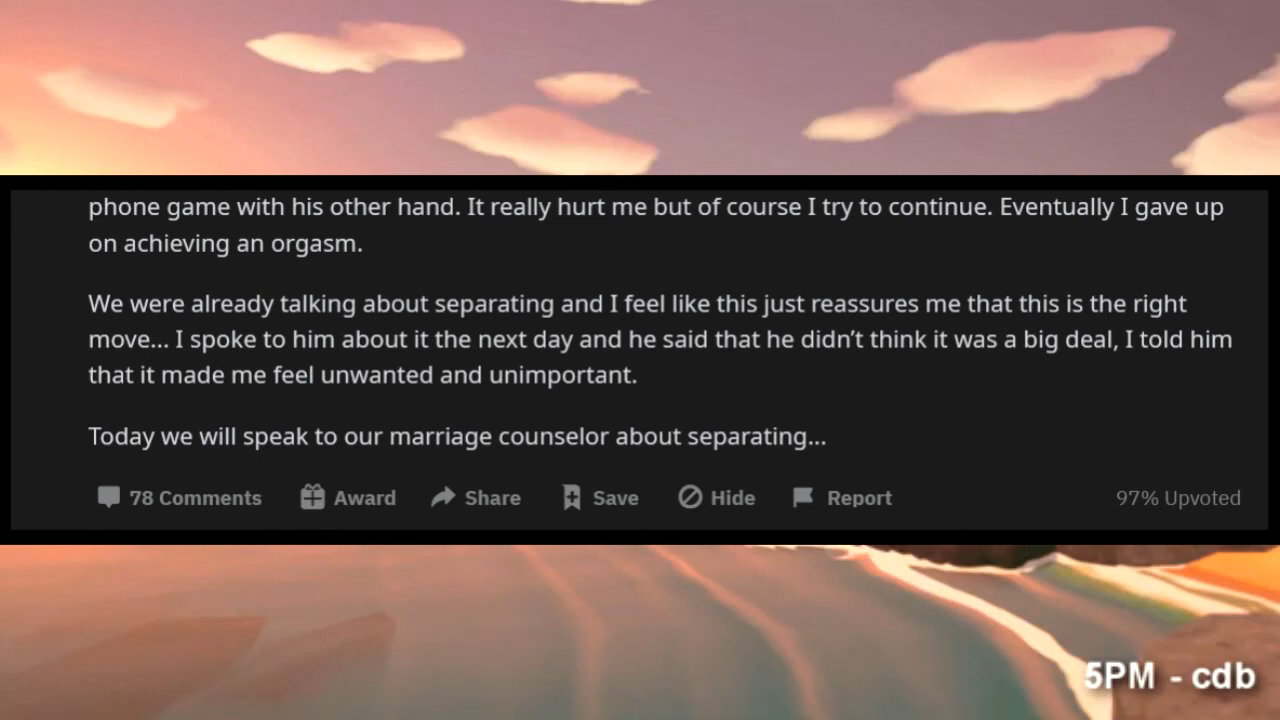 phone game with his other hand. It really hurt me but of course I try to continue. Eventually I gave up
on achieving an orgasm.
We were already talking about separating and I feel like this just reassures me that this is the right
move... I spoke to him about it the next day and he said that he didn’t think it was a big deal, I told him
that it made me feel unwanted and unimportant.
Today we will speak to our marriage counselor about separating...
78 Comments Award Share Save Hide Report 97% Upvoted
5PM - cdb